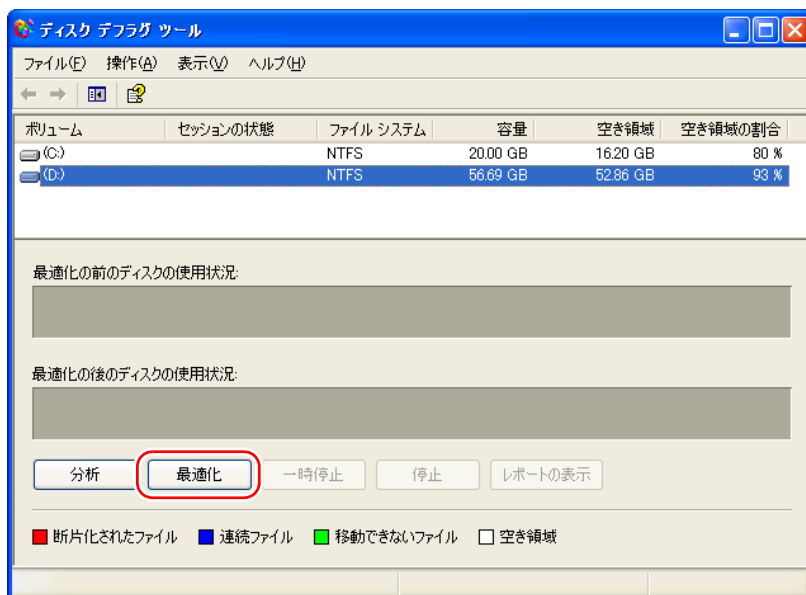 ディスク デフラグ ツール
ファイル(F) 操作(A) 表示(V) ヘルプ(H)
ボリューム セッションの状態 ファイル システム 容量 空き領域 空き領域の割合
(C:) NTFS 20.00 GB 16.20 GB 80 %
(D:) NTFS 56.69 GB 52.86 GB 93 %
最適化の前のディスクの使用状況:
最適化の後のディスクの使用状況:
分析 最適化 一時停止 停止 レポートの表示
断片化されたファイル 連続ファイル 移動できないファイル 空き領域